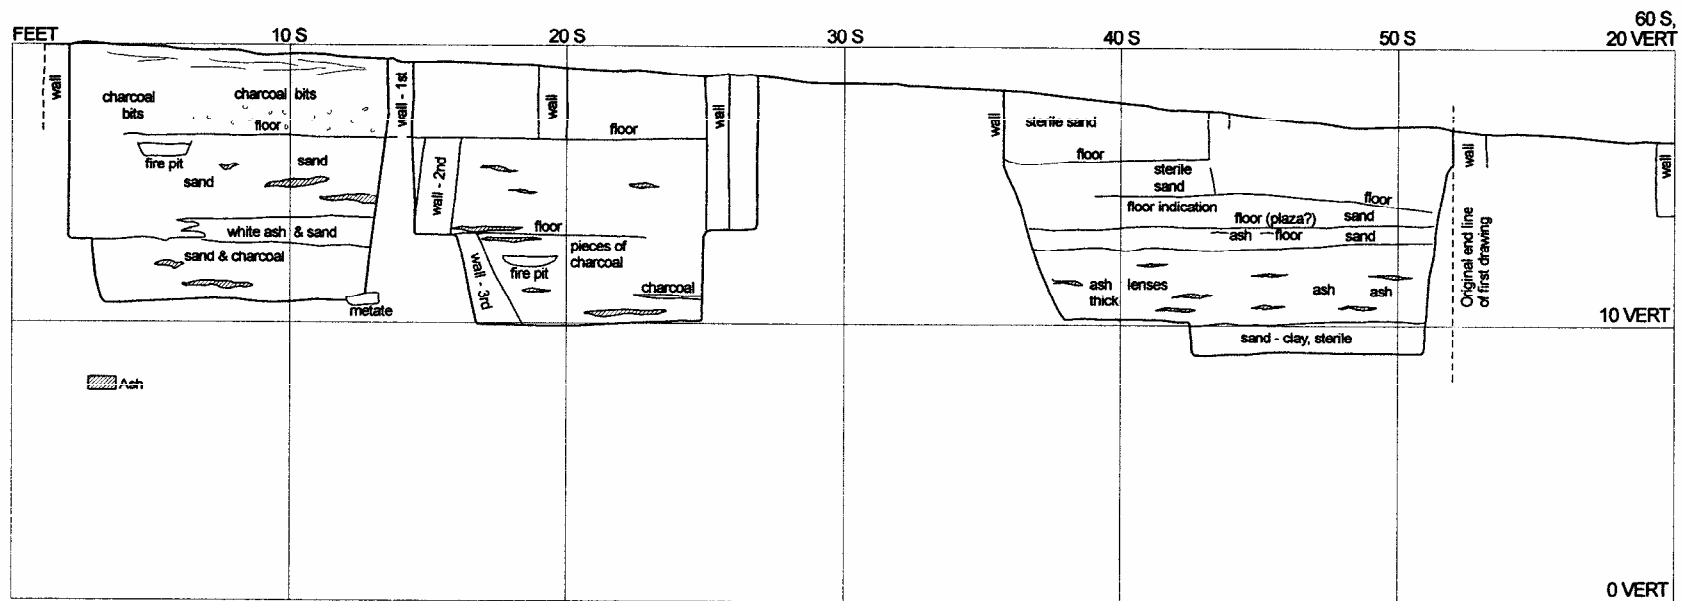 FEET
10 S
20 S
30 S
40 S
50 S
60 S,
20 VERT
wall
charcoal
bits
charcoal bits
floor
fire pit
sand
sand
white ash & sand
sand & charcoal
metate
wall - 1st
wall
floor
wall
wall - 2nd
floor
pieces of
charcoal
wall - 3rd
fire pit
charcoal
wall
sterile sand
floor
sterile
sand
floor indication
floor
floor (plaza?)
sand
ash
floor
sand
ash
thick
lenses
ash
ash
sand - clay, sterile
wall
Original end line
of first drawing
wall
10 VERT
Ash
0 VERT